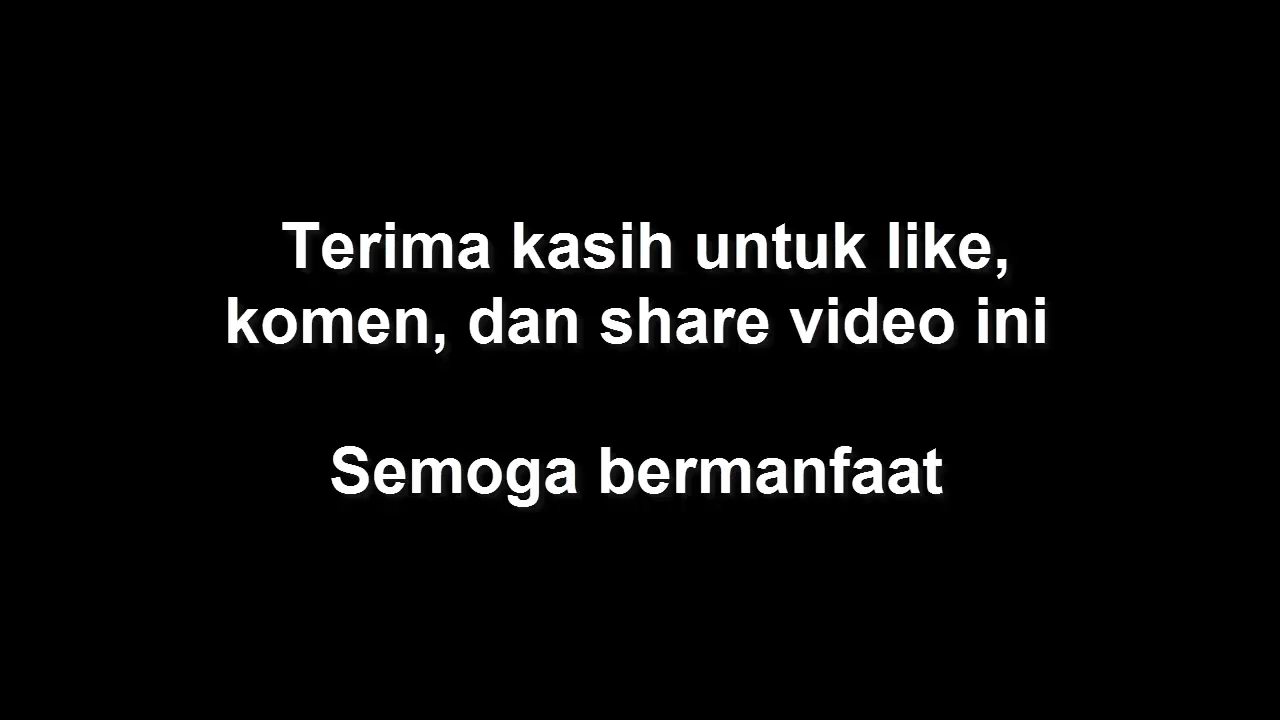 Terima kasih untuk like,
komen, dan share video ini
Semoga bermanfaat